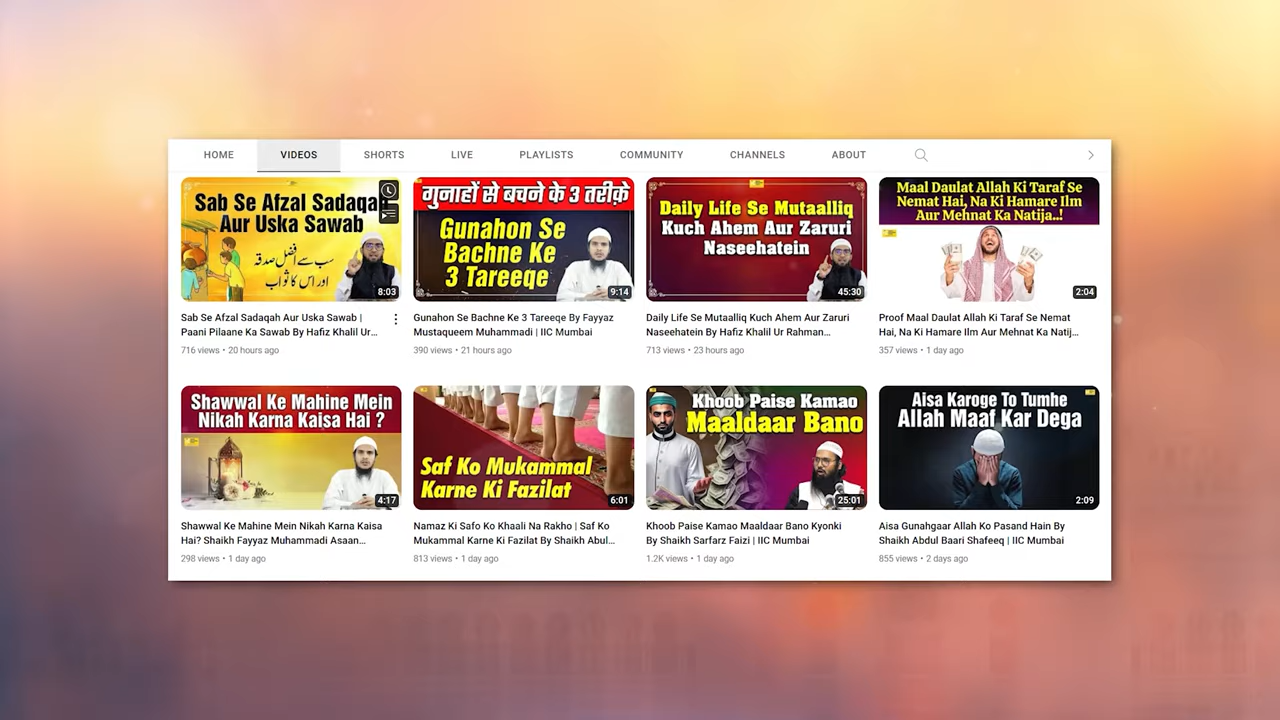 HOME VIDEOS SHORTS LIVE PLAYLISTS COMMUNITY CHANNELS ABOUT
Sab Se Afzal Sadaqah
Aur Uska Sawab
سب سے افضل صدقہ
اور اس کا ثواب
8:03
Sab Se Afzal Sadaqah Aur Uska Sawab |
Paani Pilaane Ka Sawab By Hafiz Khalil Ur...
716 views • 20 hours ago
गुनाहों से बचने के 3 तरीक़े
Gunahon Se
Bachne Ke
3 Tareeqe
9:14
Gunahon Se Bachne Ke 3 Tareeqe By Fayyaz
Mustaqueem Muhammadi | IIC Mumbai
390 views • 21 hours ago
Daily Life Se Mutaalliq
Kuch Ahem Aur Zaruri
Naseehatein
45:30
Daily Life Se Mutaalliq Kuch Ahem Aur Zaruri
Naseehatein By Hafiz Khalil Ur Rahman...
713 views • 23 hours ago
Maal Daulat Allah Ki Taraf Se
Nemat Hai, Na Ki Hamare Ilm
Aur Mehnat Ka Natija..!
2:04
Proof Maal Daulat Allah Ki Taraf Se Nemat
Hai, Na Ki Hamare Ilm Aur Mehnat Ka Natij...
357 views • 1 day ago
Shawwal Ke Mahine Mein
Nikah Karna Kaisa Hai ?
4:17
Shawwal Ke Mahine Mein Nikah Karna Kaisa
Hai? Shaikh Fayyaz Muhammadi Asaan...
298 views • 1 day ago
Saf Ko Mukammal
Karne Ki Fazilat
6:01
Namaz Ki Safo Ko Khaali Na Rakho | Saf Ko
Mukammal Karne Ki Fazilat By Shaikh Abul...
813 views • 1 day ago
Khoob Paise Kamao
Maaldaar Bano
25:01
Khoob Paise Kamao Maaldaar Bano Kyonki
By Shaikh Sarfarz Faizi | IIC Mumbai
1.2K views • 1 day ago
Aisa Karoge To Tumhe
Allah Maaf Kar Dega
2:09
Aisa Gunahgaar Allah Ko Pasand Hain By
Shaikh Abdul Baari Shafeeq | IIC Mumbai
855 views • 2 days ago